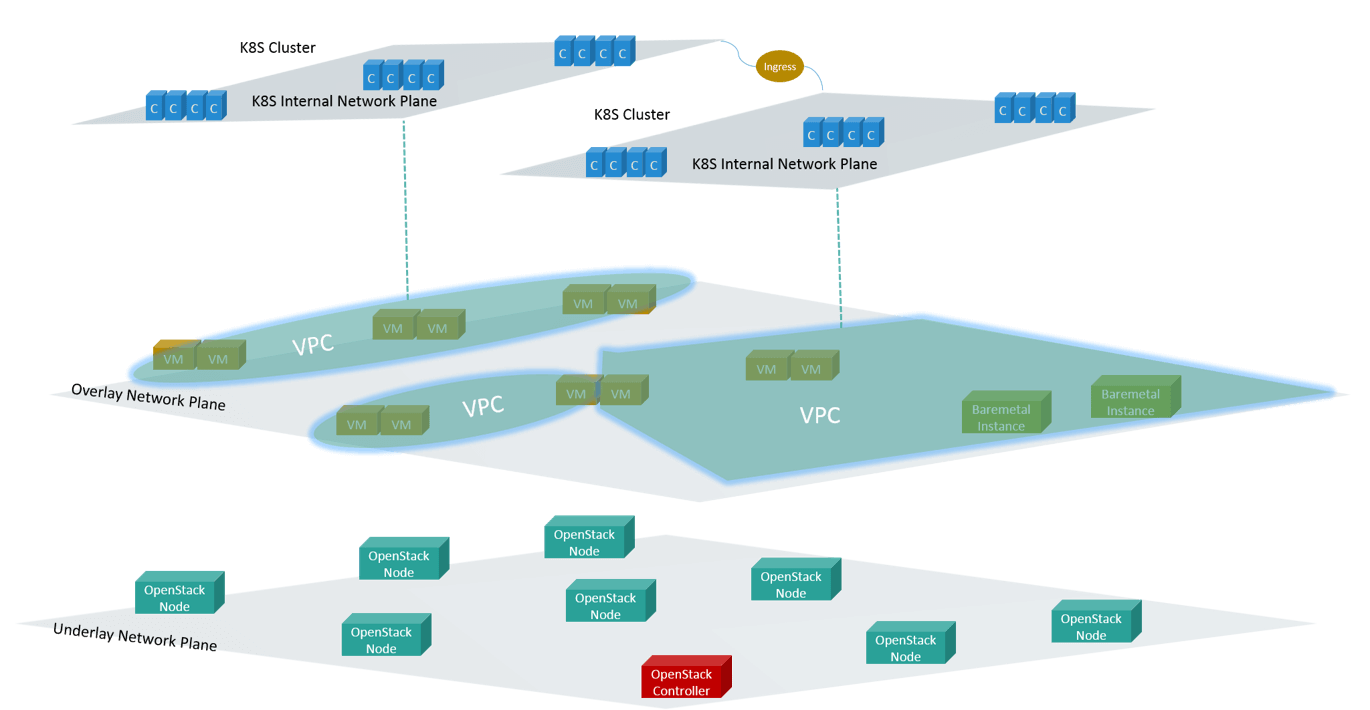 K8S Cluster
C C C C
C C C C
K8S Internal Network Plane
C C C C
Ingress
K8S Cluster
C C C C
C C C C
K8S Internal Network Plane
C C C C
VM VM
VM VM
VM VM
VPC
Overlay Network Plane
VM VM
VM VM
VPC
VM VM
VPC
Baremetal
Instance
Baremetal
Instance
OpenStack
Node
OpenStack
Node
OpenStack
Node
OpenStack
Node
OpenStack
Node
OpenStack
Node
OpenStack
Node
OpenStack
Node
Underlay Network Plane
OpenStack
Controller